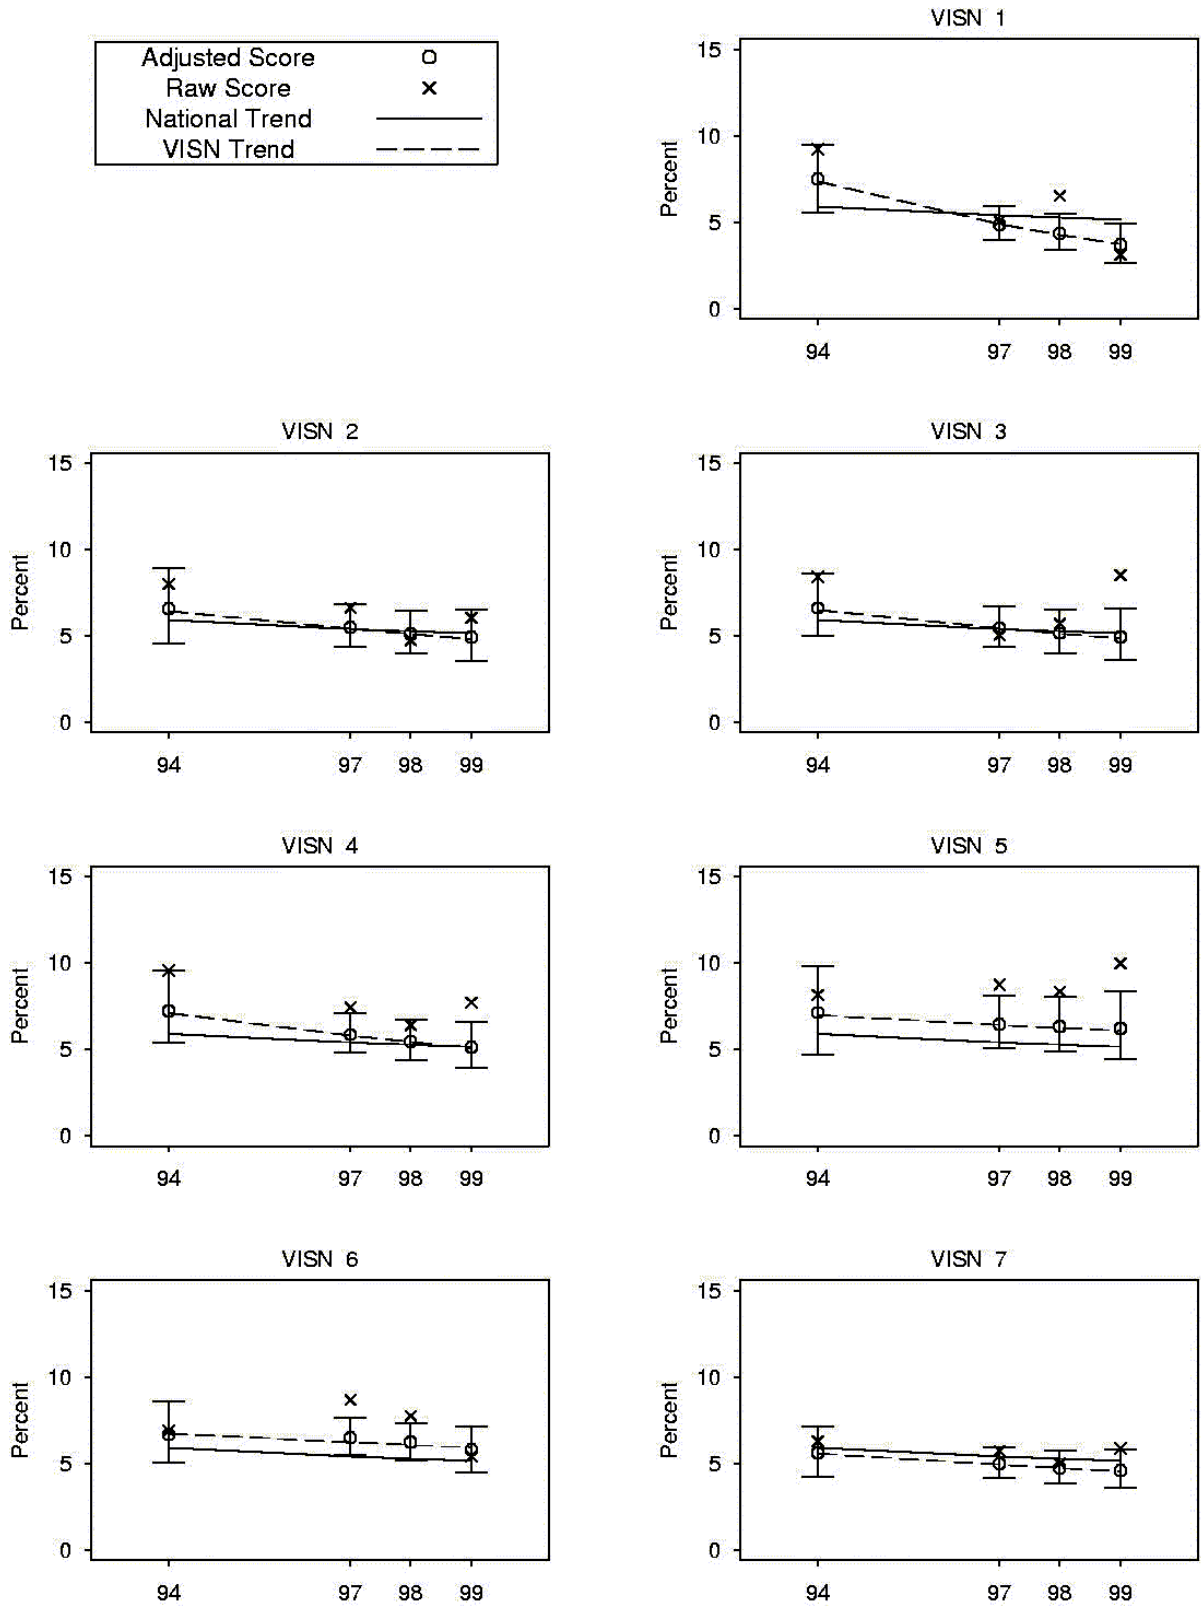 VISN 1
Adjusted Score
Raw Score
National Trend
VISN Trend
15
10
5
0
Percent
94 97 98 99
VISN 2
15
10
5
0
Percent
94 97 98 99
VISN 3
15
10
5
0
Percent
94 97 98 99
VISN 4
15
10
5
0
Percent
94 97 98 99
VISN 5
15
10
5
0
Percent
94 97 98 99
VISN 6
15
10
5
0
Percent
94 97 98 99
VISN 7
15
10
5
0
Percent
94 97 98 99